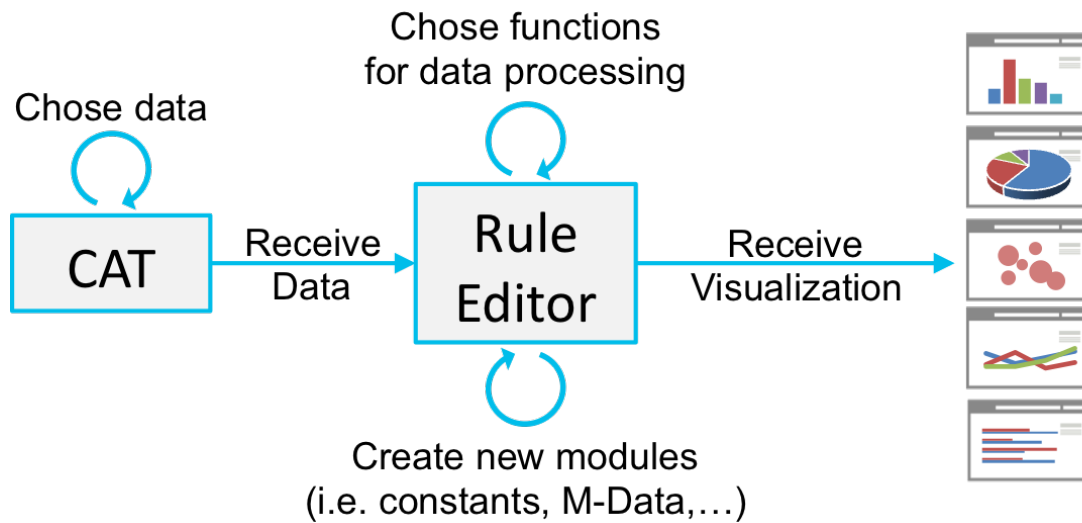 Chose functions
for data processing
Chose data
CAT
Receive
Data
Rule
Editor
Receive
Visualization
Create new modules
(i.e. constants, M-Data,…)